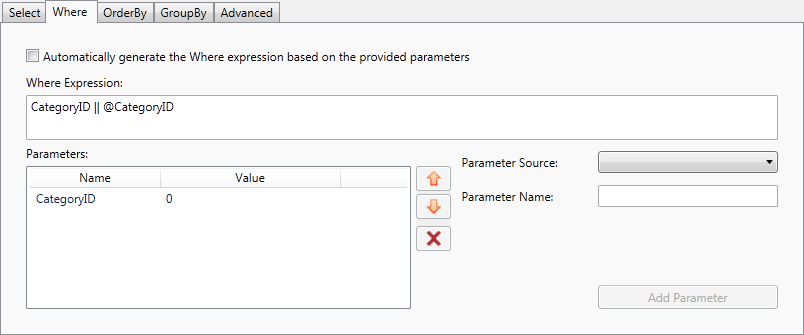 Select Where OrderBy GroupBy Advanced
Automatically generate the Where expression based on the provided parameters
Where Expression:
CategoryID || @CategoryID
Parameters:
Name Value
CategoryID 0
Parameter Source:
Parameter Name:
Add Parameter